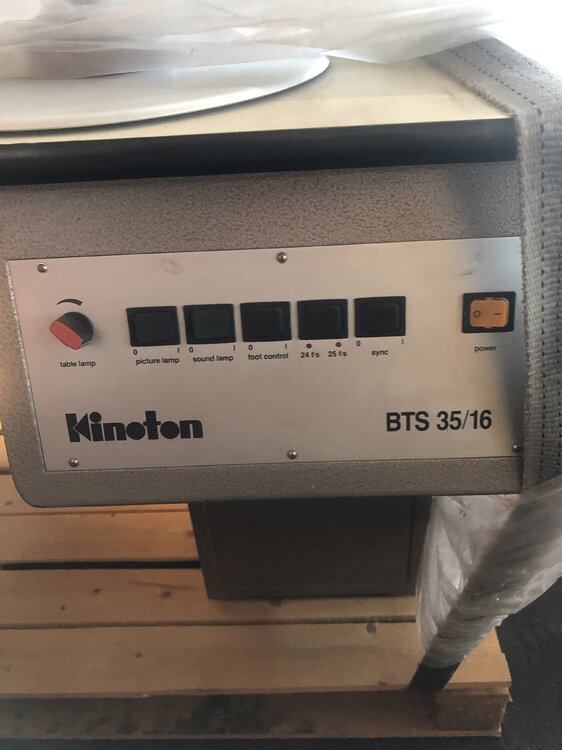 table lamp
0 I
picture lamp
0 I
sound lamp
0 I
foot control
24 f/s 25 f/s
0 I
sync
power
Kinoton
BTS 35/16